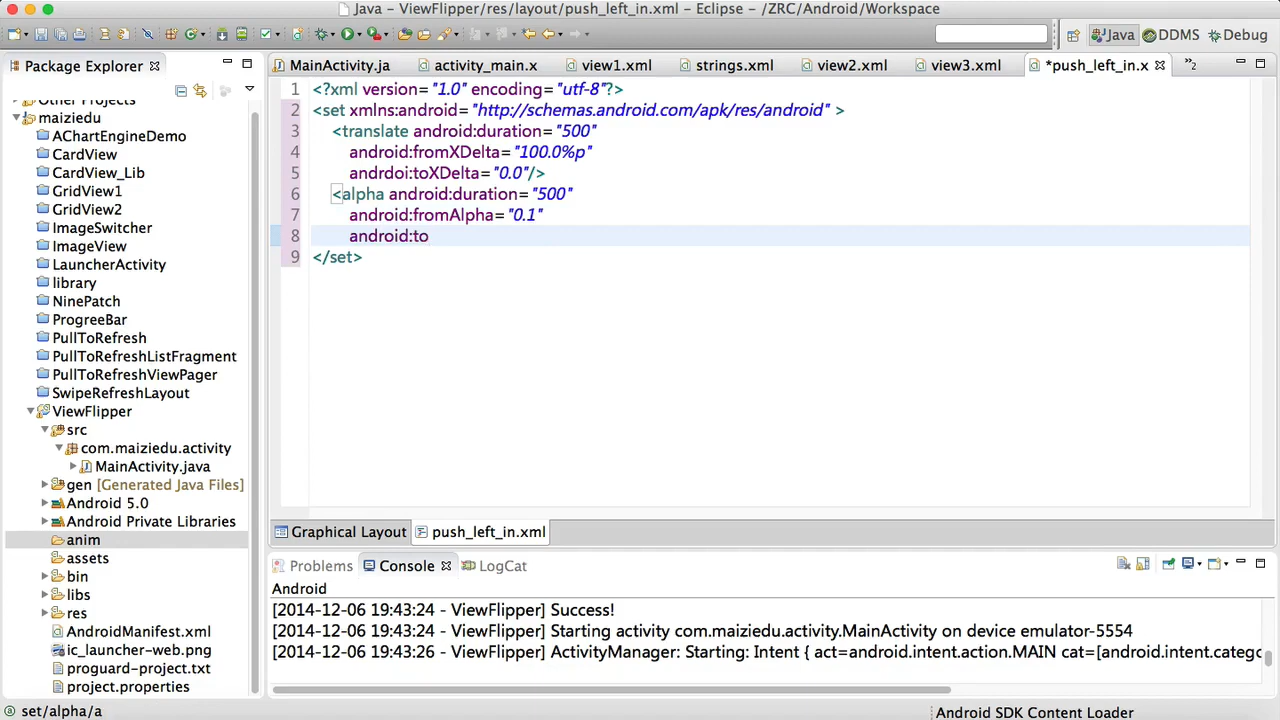 Java – ViewFlipper/res/layout/push_left_in.xml – Eclipse – /ZRC/Android/Workspace
Java DDMS Debug
Package Explorer
MainActivity.ja activity_main.x view1.xml strings.xml view2.xml view3.xml *push_left_in.x »2
Other Projects
maiziedu
AChartEngineDemo
CardView
CardView_Lib
GridView1
GridView2
ImageSwitcher
ImageView
LauncherActivity
library
NinePatch
ProgreeBar
PullToRefresh
PullToRefreshListFragment
PullToRefreshViewPager
SwipeRefreshLayout
ViewFlipper
src
com.maiziedu.activity
MainActivity.java
gen [Generated Java Files]
Android 5.0
Android Private Libraries
anim
assets
bin
libs
res
AndroidManifest.xml
ic_launcher-web.png
proguard-project.txt
project.properties
1 <?xml version="1.0" encoding="utf-8"?>
2 <set xmlns:android="http://schemas.android.com/apk/res/android" >
3 <translate android:duration="500"
4 android:fromXDelta="100.0%p"
5 andrdoi:toXDelta="0.0"/>
6 <alpha android:duration="500"
7 android:fromAlpha="0.1"
8 android:to
9 </set>
Graphical Layout push_left_in.xml
Problems Console LogCat
Android
[2014-12-06 19:43:24 - ViewFlipper] Success!
[2014-12-06 19:43:24 - ViewFlipper] Starting activity com.maiziedu.activity.MainActivity on device emulator-5554
[2014-12-06 19:43:26 - ViewFlipper] ActivityManager: Starting: Intent { act=android.intent.action.MAIN cat=[android.intent.catego
set/alpha/a Android SDK Content Loader